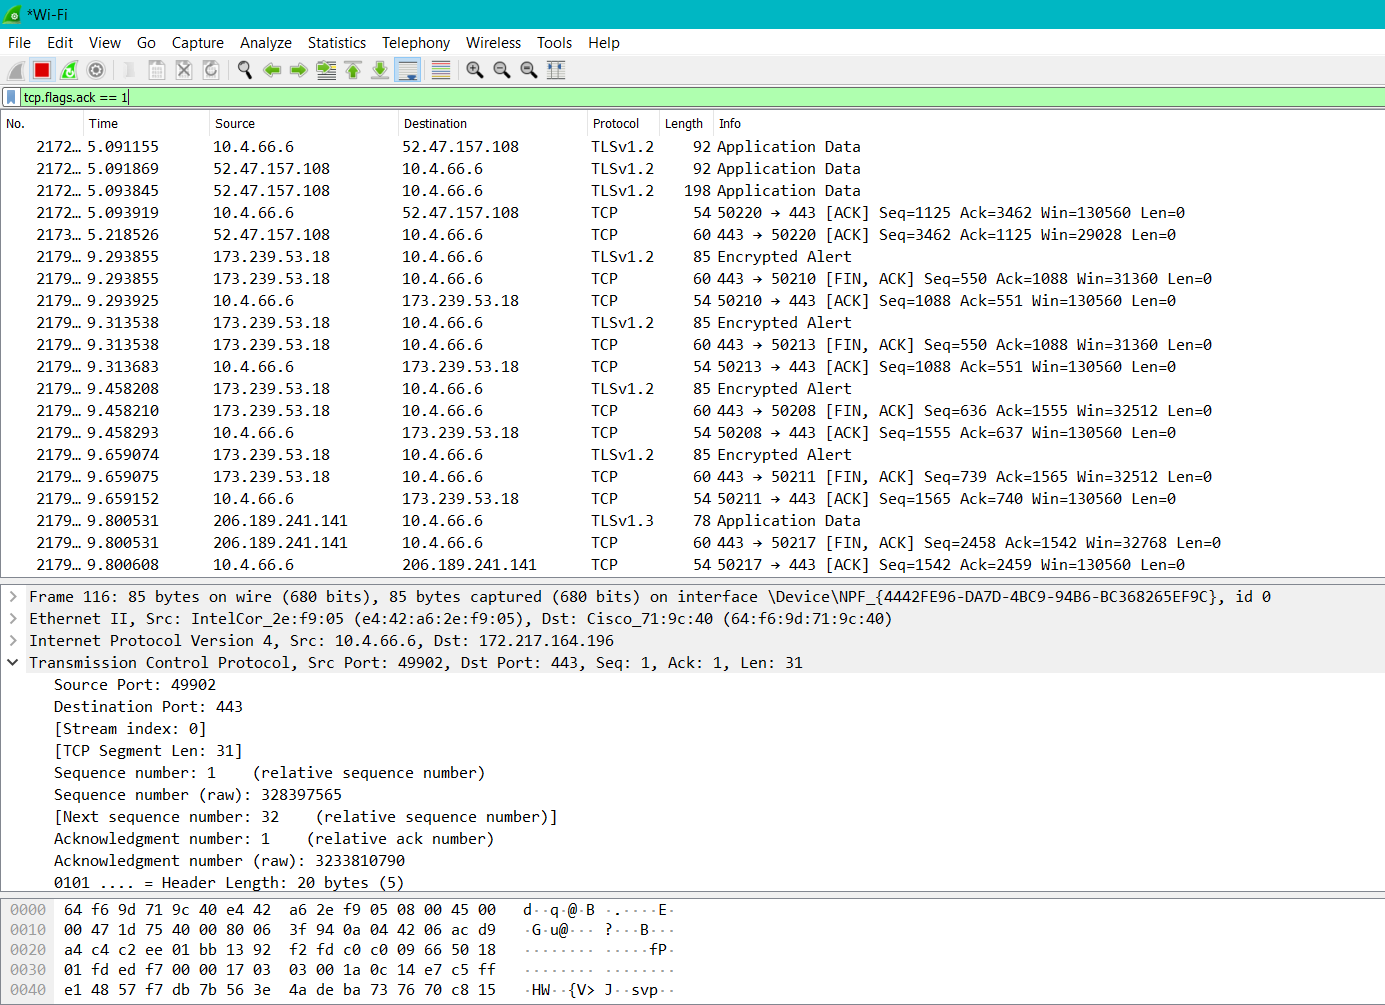 *Wi-Fi
File Edit View Go Capture Analyze Statistics Telephony Wireless Tools Help
tcp.flags.ack == 1
No. Time Source Destination Protocol Length Info
2172… 5.091155 10.4.66.6 52.47.157.108 TLSv1.2 92 Application Data
2172… 5.091869 52.47.157.108 10.4.66.6 TLSv1.2 92 Application Data
2172… 5.093845 52.47.157.108 10.4.66.6 TLSv1.2 198 Application Data
2172… 5.093919 10.4.66.6 52.47.157.108 TCP 54 50220 → 443 [ACK] Seq=1125 Ack=3462 Win=130560 Len=0
2173… 5.218526 52.47.157.108 10.4.66.6 TCP 60 443 → 50220 [ACK] Seq=3462 Ack=1125 Win=29028 Len=0
2179… 9.293855 173.239.53.18 10.4.66.6 TLSv1.2 85 Encrypted Alert
2179… 9.293855 173.239.53.18 10.4.66.6 TCP 60 443 → 50210 [FIN, ACK] Seq=550 Ack=1088 Win=31360 Len=0
2179… 9.293925 10.4.66.6 173.239.53.18 TCP 54 50210 → 443 [ACK] Seq=1088 Ack=551 Win=130560 Len=0
2179… 9.313538 173.239.53.18 10.4.66.6 TLSv1.2 85 Encrypted Alert
2179… 9.313538 173.239.53.18 10.4.66.6 TCP 60 443 → 50213 [FIN, ACK] Seq=550 Ack=1088 Win=31360 Len=0
2179… 9.313683 10.4.66.6 173.239.53.18 TCP 54 50213 → 443 [ACK] Seq=1088 Ack=551 Win=130560 Len=0
2179… 9.458208 173.239.53.18 10.4.66.6 TLSv1.2 85 Encrypted Alert
2179… 9.458210 173.239.53.18 10.4.66.6 TCP 60 443 → 50208 [FIN, ACK] Seq=636 Ack=1555 Win=32512 Len=0
2179… 9.458293 10.4.66.6 173.239.53.18 TCP 54 50208 → 443 [ACK] Seq=1555 Ack=637 Win=130560 Len=0
2179… 9.659074 173.239.53.18 10.4.66.6 TLSv1.2 85 Encrypted Alert
2179… 9.659075 173.239.53.18 10.4.66.6 TCP 60 443 → 50211 [FIN, ACK] Seq=739 Ack=1565 Win=32512 Len=0
2179… 9.659152 10.4.66.6 173.239.53.18 TCP 54 50211 → 443 [ACK] Seq=1565 Ack=740 Win=130560 Len=0
2179… 9.800531 206.189.241.141 10.4.66.6 TLSv1.3 78 Application Data
2179… 9.800531 206.189.241.141 10.4.66.6 TCP 60 443 → 50217 [FIN, ACK] Seq=2458 Ack=1542 Win=32768 Len=0
2179… 9.800608 10.4.66.6 206.189.241.141 TCP 54 50217 → 443 [ACK] Seq=1542 Ack=2459 Win=130560 Len=0
Frame 116: 85 bytes on wire (680 bits), 85 bytes captured (680 bits) on interface \Device\NPF_{4442FE96-DA7D-4BC9-94B6-BC368265EF9C}, id 0
Ethernet II, Src: IntelCor_2e:f9:05 (e4:42:a6:2e:f9:05), Dst: Cisco_71:9c:40 (64:f6:9d:71:9c:40)
Internet Protocol Version 4, Src: 10.4.66.6, Dst: 172.217.164.196
Transmission Control Protocol, Src Port: 49902, Dst Port: 443, Seq: 1, Ack: 1, Len: 31
Source Port: 49902
Destination Port: 443
[Stream index: 0]
[TCP Segment Len: 31]
Sequence number: 1 (relative sequence number)
Sequence number (raw): 328397565
[Next sequence number: 32 (relative sequence number)]
Acknowledgment number: 1 (relative ack number)
Acknowledgment number (raw): 3233810790
0101 .... = Header Length: 20 bytes (5)
0000 64 f6 9d 71 9c 40 e4 42 a6 2e f9 05 08 00 45 00 d··q·@·B ·.····E·
0010 00 47 1d 75 40 00 80 06 3f 94 0a 04 42 06 ac d9 ·G·u@··· ?···B···
0020 a4 c4 c2 ee 01 bb 13 92 f2 fd c0 c0 09 66 50 18 ········ ·····fP·
0030 01 fd ed f7 00 00 17 03 03 00 1a 0c 14 e7 c5 ff ········ ········
0040 e1 48 57 f7 db 7b 56 3e 4a de ba 73 76 70 c8 15 ·HW··{V> J··svp··